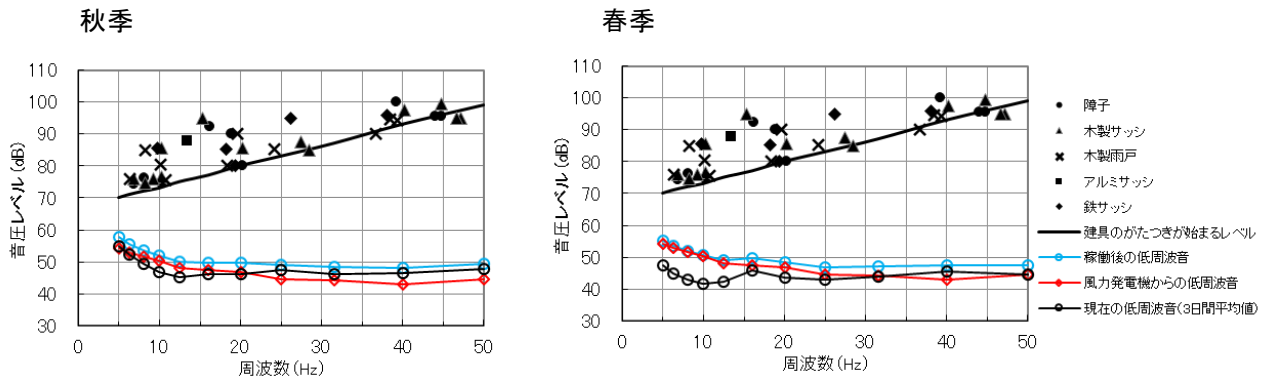 秋季
110
100
90
80
70
60
50
40
30
音圧レベル(dB)
0
10
20
30
40
50
周波数(Hz)
春季
110
100
90
80
70
60
50
40
30
音圧レベル(dB)
0
10
20
30
40
50
周波数(Hz)
障子
木製サッシ
木製雨戸
アルミサッシ
鉄サッシ
建具のがたつきが始まるレベル
稼働後の低周波音
風力発電機からの低周波音
現在の低周波音(3日間平均値)